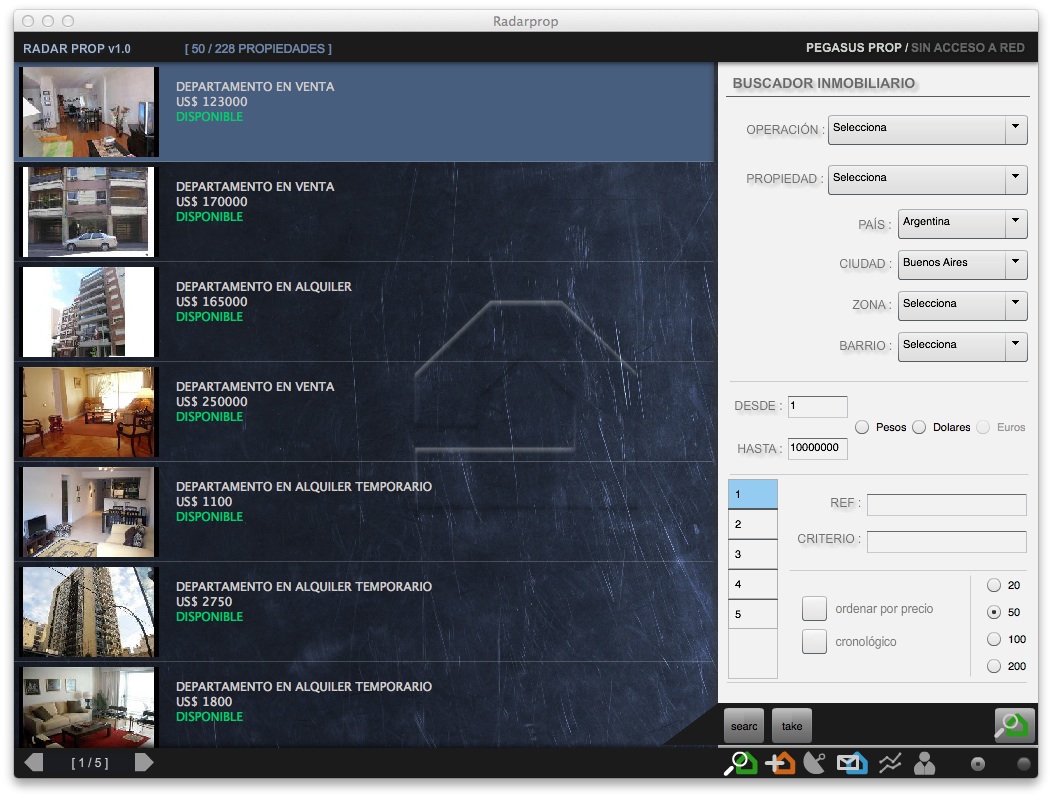 Radarprop
RADAR PROP v1.0 [ 50 / 228 PROPIEDADES ] PEGASUS PROP / SIN ACCESO A RED
DEPARTAMENTO EN VENTA
US$ 123000
DISPONIBLE
DEPARTAMENTO EN VENTA
US$ 170000
DISPONIBLE
DEPARTAMENTO EN ALQUILER
US$ 165000
DISPONIBLE
DEPARTAMENTO EN VENTA
US$ 250000
DISPONIBLE
DEPARTAMENTO EN ALQUILER TEMPORARIO
US$ 1100
DISPONIBLE
DEPARTAMENTO EN ALQUILER TEMPORARIO
US$ 2750
DISPONIBLE
DEPARTAMENTO EN ALQUILER TEMPORARIO
US$ 1800
DISPONIBLE
[ 1 / 5 ]
BUSCADOR INMOBILIARIO
OPERACIÓN : Selecciona
PROPIEDAD : Selecciona
PAÍS : Argentina
CIUDAD : Buenos Aires
ZONA : Selecciona
BARRIO : Selecciona
DESDE : 1
Pesos Dolares Euros
HASTA : 10000000
1
2
3
4
5
REF :
CRITERIO :
ordenar por precio
cronológico
20
50
100
200
searc take